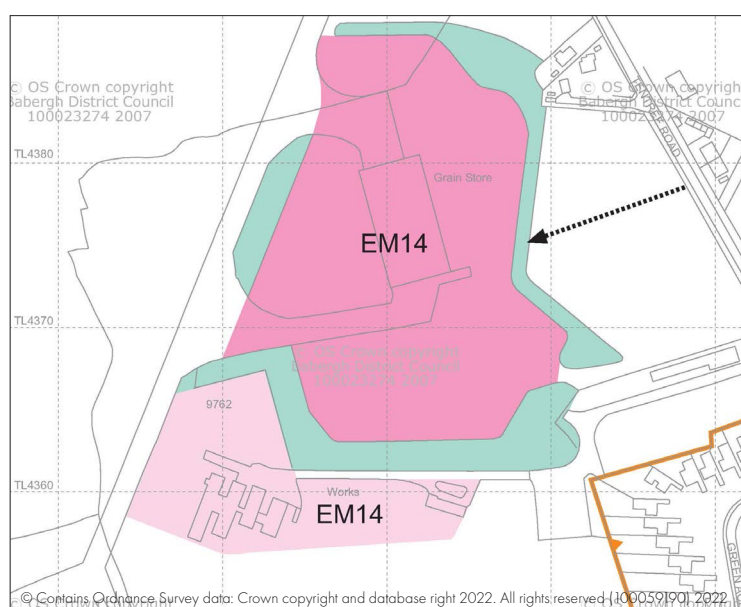 © OS Crown copyright
Babergh District Council
100023274 2007
© OS Crown copyright
Babergh District Council
100023274 2007
ROAD
TL4380
Grain Store
EM14
TL4370
© OS Crown copyright
Babergh District Council
100023274 2007
9762
TL4360
Works
EM14
GREEN
© Contains Ordnance Survey data: Crown copyright and database right 2022. All rights reserved (100059190) 2022